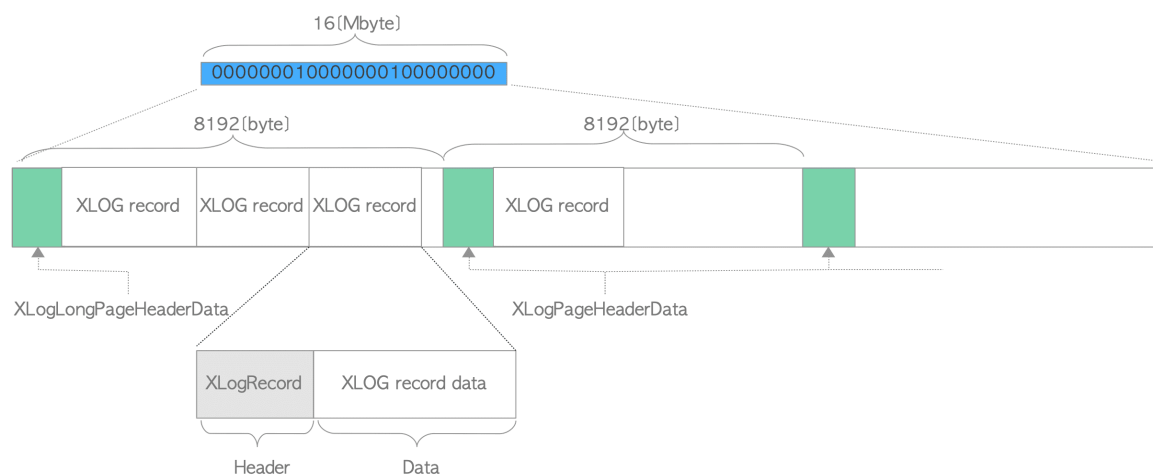 16[Mbyte]
000000010000000100000000
8192[byte]
8192[byte]
XLOG record
XLOG record
XLOG record
XLOG record
XLogLongPageHeaderData
XLogPageHeaderData
XLogRecord
XLOG record data
Header
Data